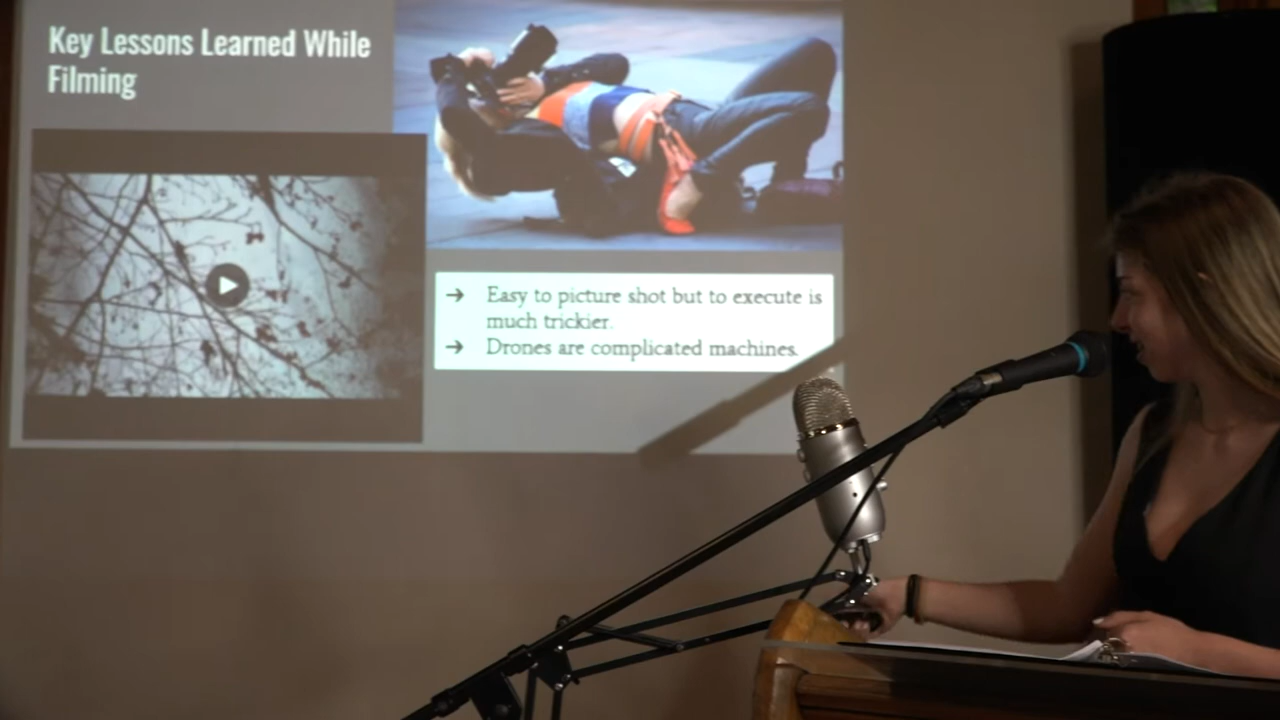 Key Lessons Learned While
Filming
➔ Easy to picture shot but to execute is
much trickier.
➔ Drones are complicated machines.